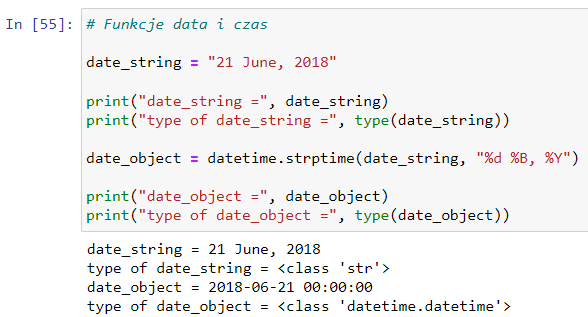 In [55]: # Funkcje data i czas
date_string = "21 June, 2018"
print("date_string =", date_string)
print("type of date_string =", type(date_string))
date_object = datetime.strptime(date_string, "%d %B, %Y")
print("date_object =", date_object)
print("type of date_object =", type(date_object))
date_string = 21 June, 2018
type of date_string = <class 'str'>
date_object = 2018-06-21 00:00:00
type of date_object = <class 'datetime.datetime'>